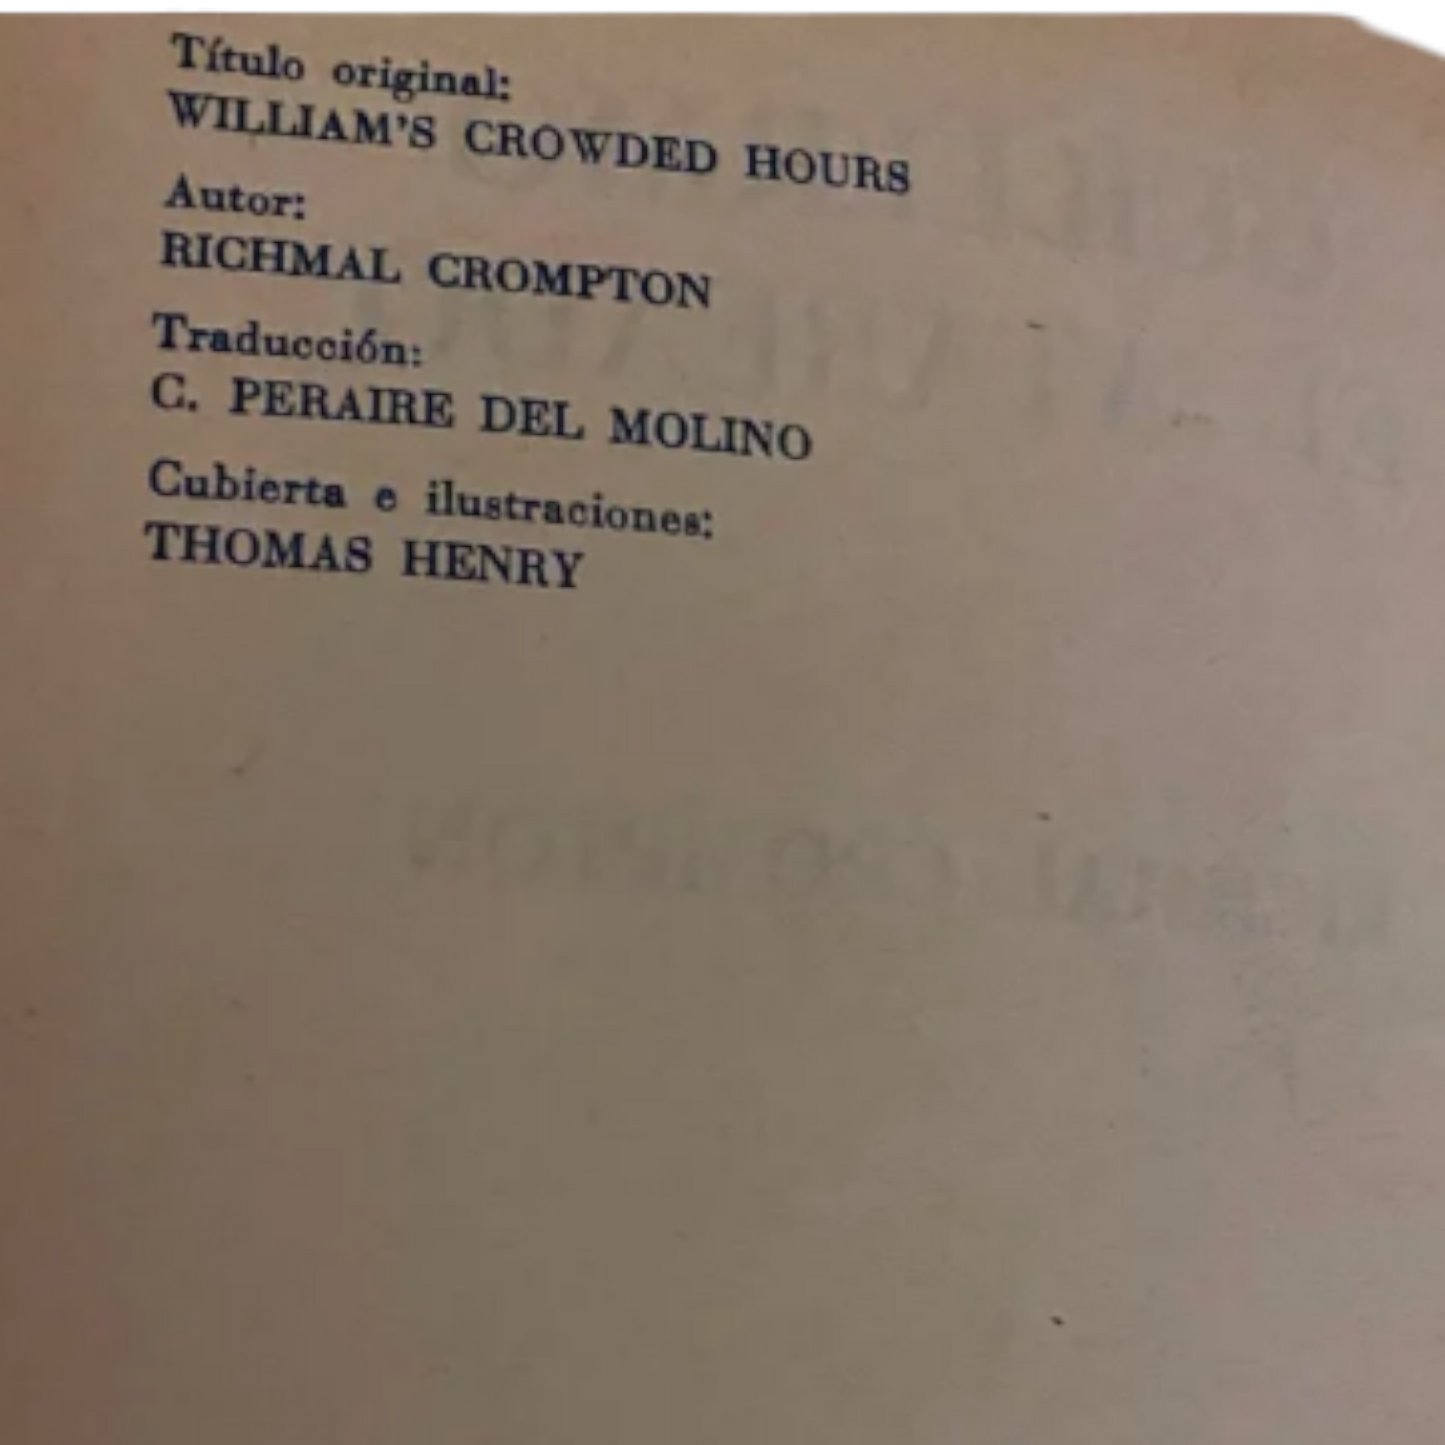 Título original:
WILLIAM'S CROWDED HOURS
Autor:
RICHMAL CROMPTON
Traducción:
C. PERAIRE DEL MOLINO
Cubierta e ilustraciones:
THOMAS HENRY